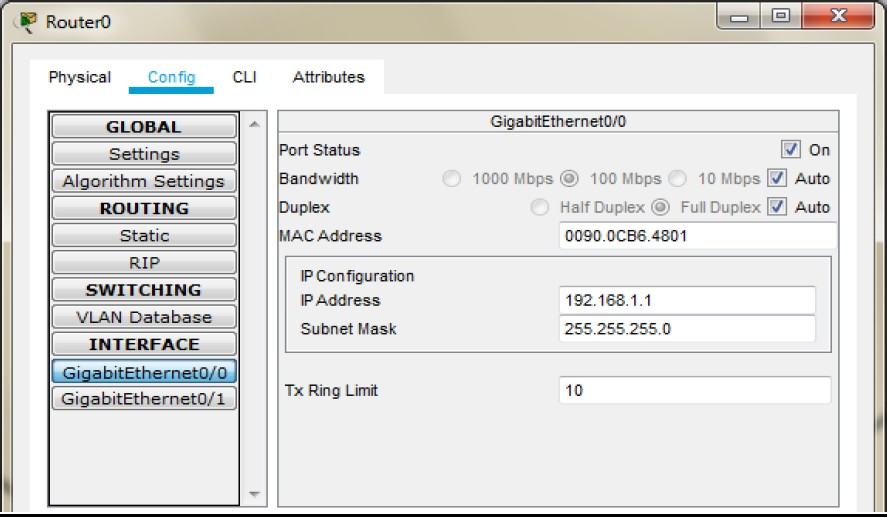 Router0
Physical Config CLI Attributes
GLOBAL
Settings
Algorithm Settings
ROUTING
Static
RIP
SWITCHING
VLAN Database
INTERFACE
GigabitEthernet0/0
GigabitEthernet0/1
GigabitEthernet0/0
Port Status On
Bandwidth 1000 Mbps 100 Mbps 10 Mbps Auto
Duplex Half Duplex Full Duplex Auto
MAC Address 0090.0CB6.4801
IP Configuration
IP Address 192.168.1.1
Subnet Mask 255.255.255.0
Tx Ring Limit 10